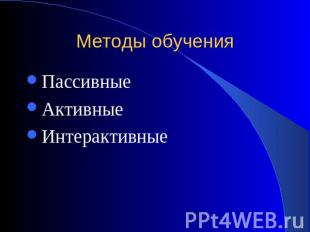 Методы обучения
Пассивные
Активные
Интерактивные
PPt4WEB.ru